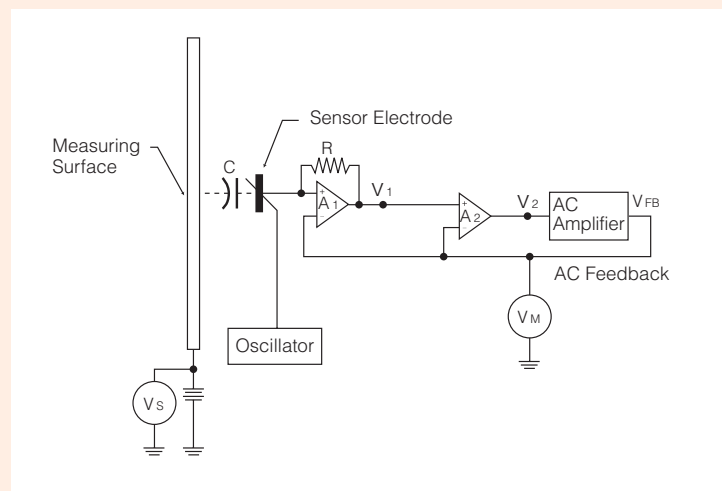 Sensor Electrode
Measuring
Surface
C
R
+
A1
−
V1
+
A2
−
V2
AC
Amplifier
VFB
AC Feedback
VM
Oscillator
VS